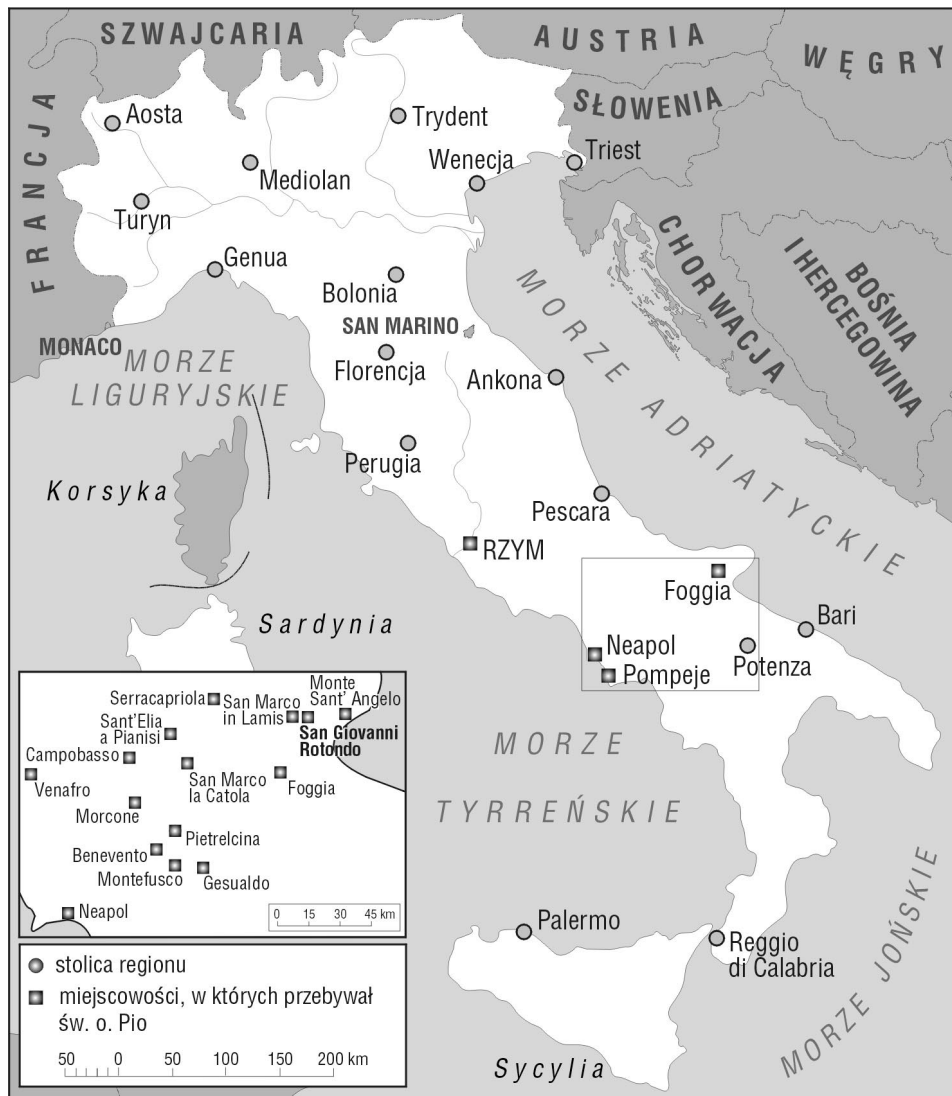 SZWAJCARIA
AUSTRIA
WĘGRY
SŁOWENIA
FRANCJA
Aosta
Trydent
Wenecja
Triest
Mediolan
Turyn
Genua
Bolonia
CHORWACJA
BOŚNIA
I HERCEGOWINA
SAN MARINO
MONACO
MORZE
LIGURYJSKIE
Florencja
Ankona
MORZE ADRIATYCKIE
Perugia
Korsyka
Pescara
RZYM
Foggia
Bari
Sardynia
Neapol
Pompeje
Potenza
MORZE
TYRREŃSKIE
Palermo
Reggio
di Calabria
MORZE JOŃSKIE
Sycylia
Serracapriola
San Marco
in Lamis
Monte
Sant' Angelo
Sant'Elia
a Pianisi
San Giovanni
Rotondo
Campobasso
Venafro
San Marco
la Catola
Foggia
Morcone
Pietrelcina
Benevento
Montefusco
Gesualdo
Neapol
0 15 30 45 km
stolica regionu
miejscowości, w których przebywał
św. o. Pio
50 0 50 100 150 200 km